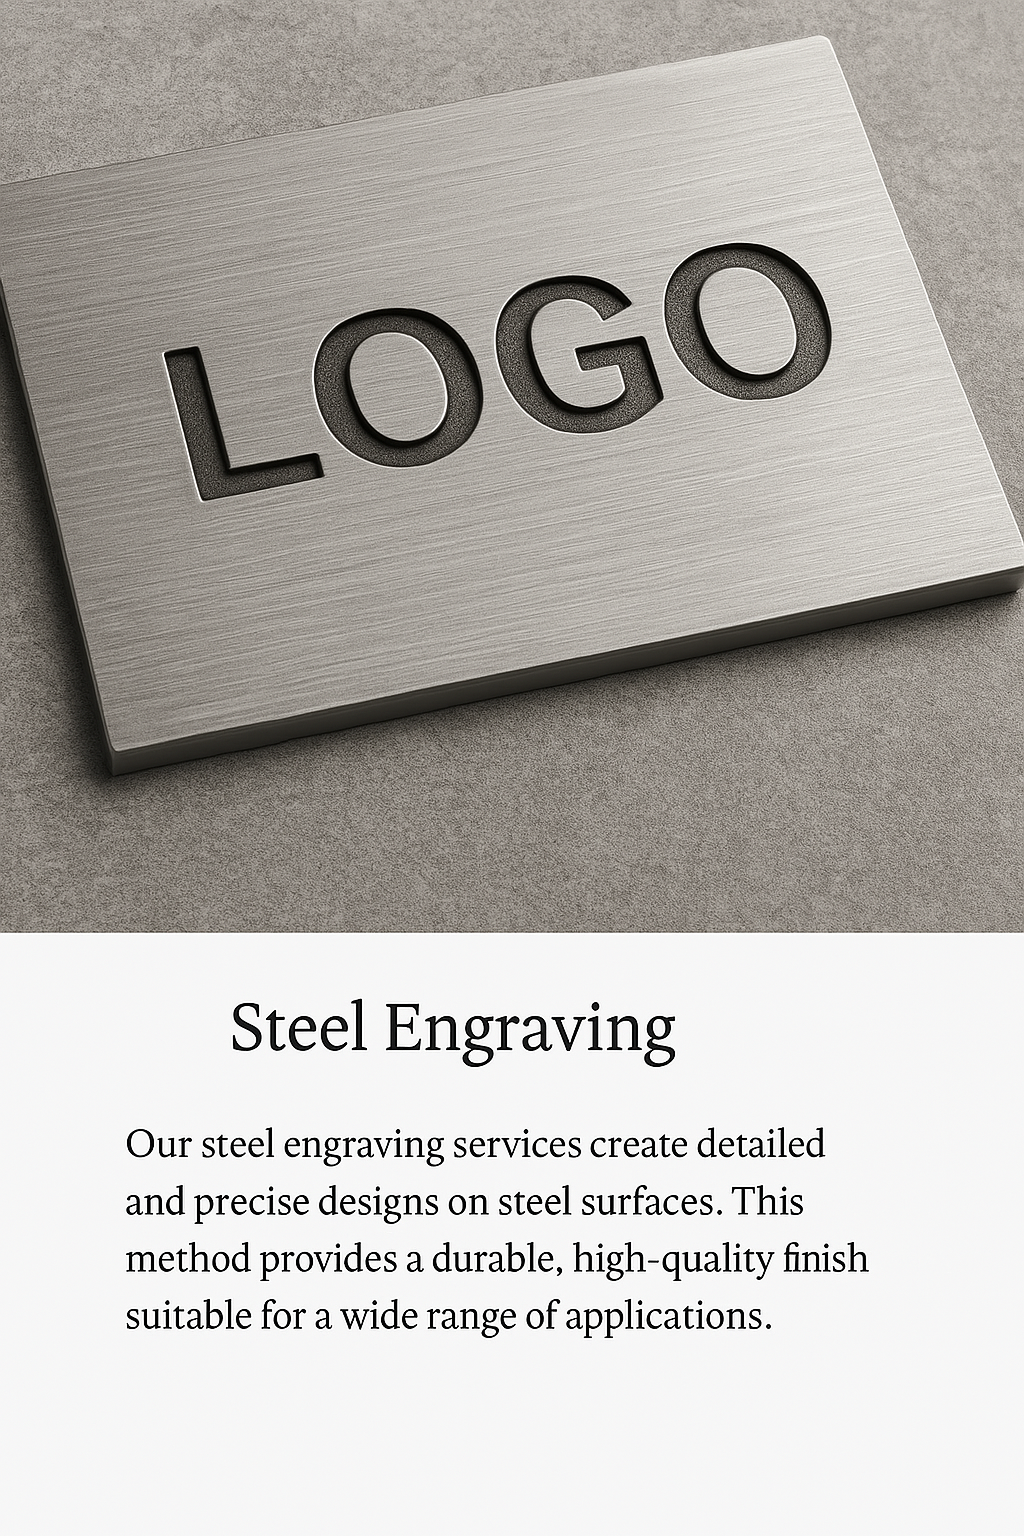 LOGO
Steel Engraving
Our steel engraving services create detailed
and precise designs on steel surfaces. This
method provides a durable, high-quality finish
suitable for a wide range of applications.